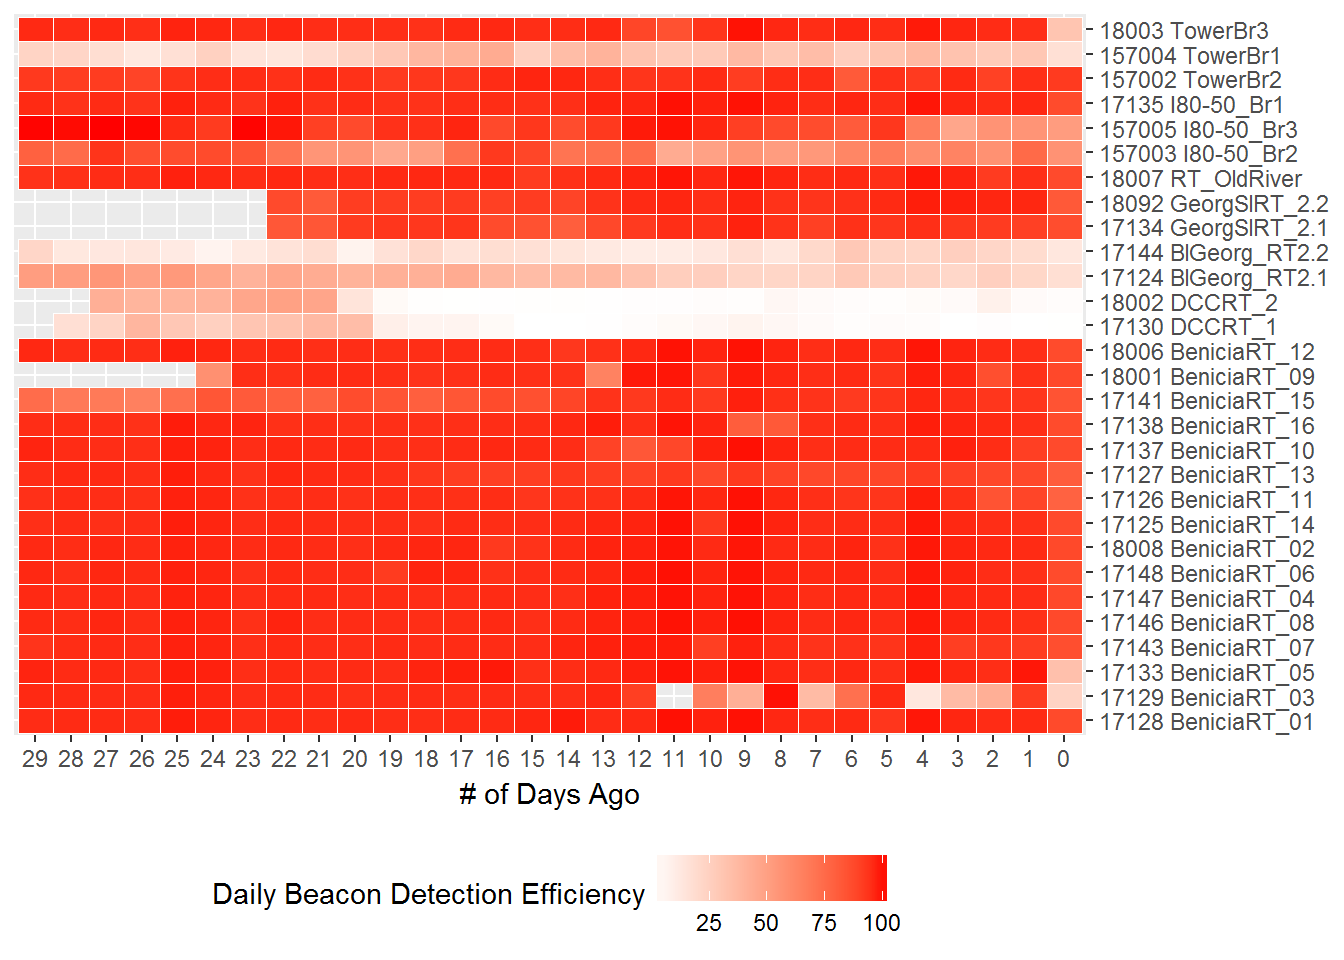 18003 TowerBr3
157004 TowerBr1
157002 TowerBr2
17135 I80-50_Br1
157005 I80-50_Br3
157003 I80-50_Br2
18007 RT_OldRiver
18092 GeorgSlRT_2.2
17134 GeorgSlRT_2.1
17144 BlGeorg_RT2.2
17124 BlGeorg_RT2.1
18002 DCCRT_2
17130 DCCRT_1
18006 BeniciaRT_12
18001 BeniciaRT_09
17141 BeniciaRT_15
17138 BeniciaRT_16
17137 BeniciaRT_10
17127 BeniciaRT_13
17126 BeniciaRT_11
17125 BeniciaRT_14
18008 BeniciaRT_02
17148 BeniciaRT_06
17147 BeniciaRT_04
17146 BeniciaRT_08
17143 BeniciaRT_07
17133 BeniciaRT_05
17129 BeniciaRT_03
17128 BeniciaRT_01
29 28 27 26 25 24 23 22 21 20 19 18 17 16 15 14 13 12 11 10 9 8 7 6 5 4 3 2 1 0
# of Days Ago
Daily Beacon Detection Efficiency
25 50 75 100